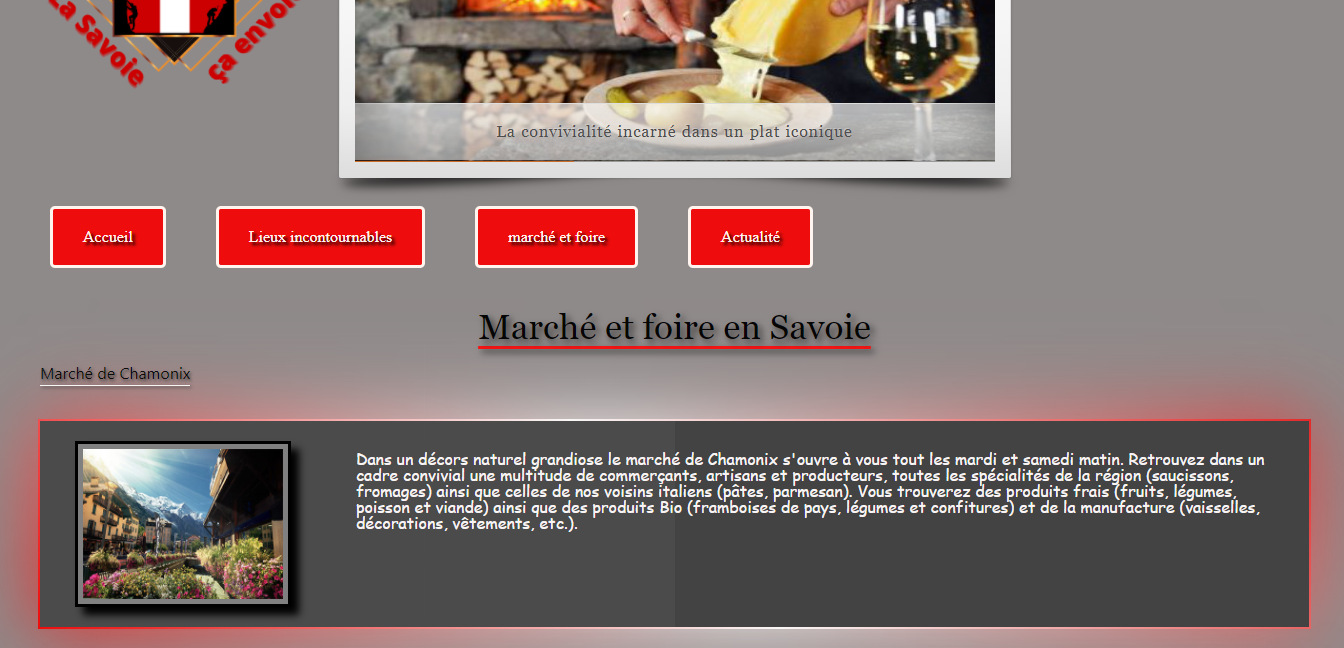 La Savoie
ça envoie
La convivialité incarné dans un plat iconique
Accueil
Lieux incontournables
marché et foire
Actualité
Marché et foire en Savoie
Marché de Chamonix
Dans un décors naturel grandiose le marché de Chamonix s'ouvre à vous tout les mardi et samedi matin. Retrouvez dans un
cadre convivial une multitude de commerçants, artisans et producteurs, toutes les spécialités de la région (saucissons,
fromages) ainsi que celles de nos voisins italiens (pâtes, parmesan). Vous trouverez des produits frais (fruits, légumes,
poisson et viande) ainsi que des produits Bio (framboises de pays, légumes et confitures) et de la manufacture (vaisselles,
décorations, vêtements, etc.).